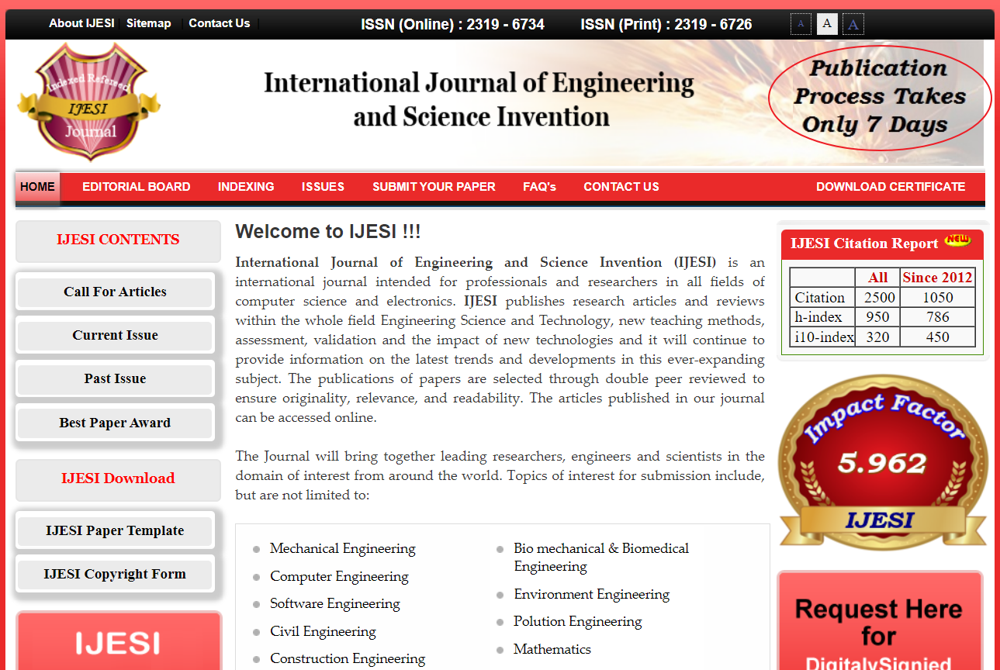 About IJESI Sitemap Contact Us ISSN (Online) : 2319 - 6734 ISSN (Print) : 2319 - 6726 A A A
Indexed Refereed
IJESI
Journal
International Journal of Engineering
and Science Invention
Publication
Process Takes
Only 7 Days
HOME EDITORIAL BOARD INDEXING ISSUES SUBMIT YOUR PAPER FAQ's CONTACT US DOWNLOAD CERTIFICATE
IJESI CONTENTS
Call For Articles
Current Issue
Past Issue
Best Paper Award
IJESI Download
IJESI Paper Template
IJESI Copyright Form
IJESI
Welcome to IJESI !!!
International Journal of Engineering and Science Invention (IJESI) is an
international journal intended for professionals and researchers in all fields of
computer science and electronics. IJESI publishes research articles and reviews
within the whole field Engineering Science and Technology, new teaching methods,
assessment, validation and the impact of new technologies and it will continue to
provide information on the latest trends and developments in this ever-expanding
subject. The publications of papers are selected through double peer reviewed to
ensure originality, relevance, and readability. The articles published in our journal
can be accessed online.
The Journal will bring together leading researchers, engineers and scientists in the
domain of interest from around the world. Topics of interest for submission include,
but are not limited to:
Mechanical Engineering
Computer Engineering
Software Engineering
Civil Engineering
Construction Engineering
Bio mechanical & Biomedical
Engineering
Environment Engineering
Polution Engineering
Mathematics
IJESI Citation Report NEW
All Since 2012
Citation 2500 1050
h-index 950 786
i10-index 320 450
Impact Factor
5.962
IJESI
Request Here
for
DigitalySignied